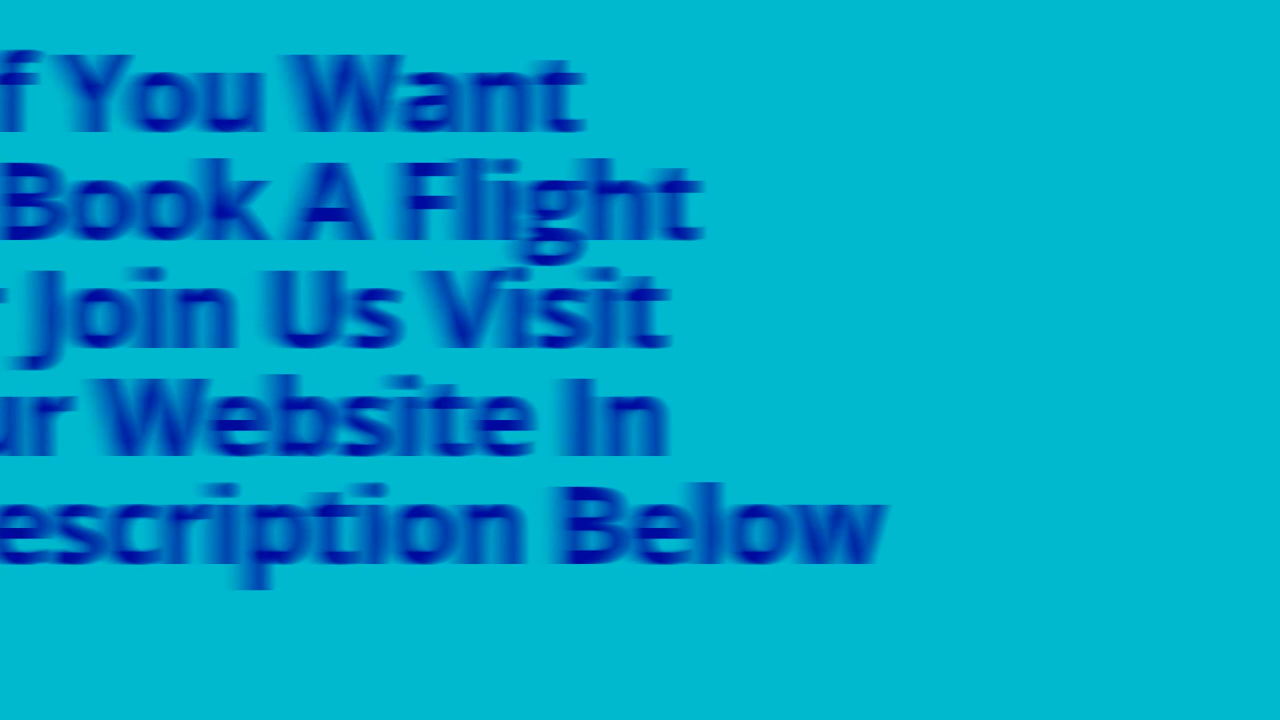 f You Want
Book A Flight
r Join Us Visit
ur Website In
escription Below